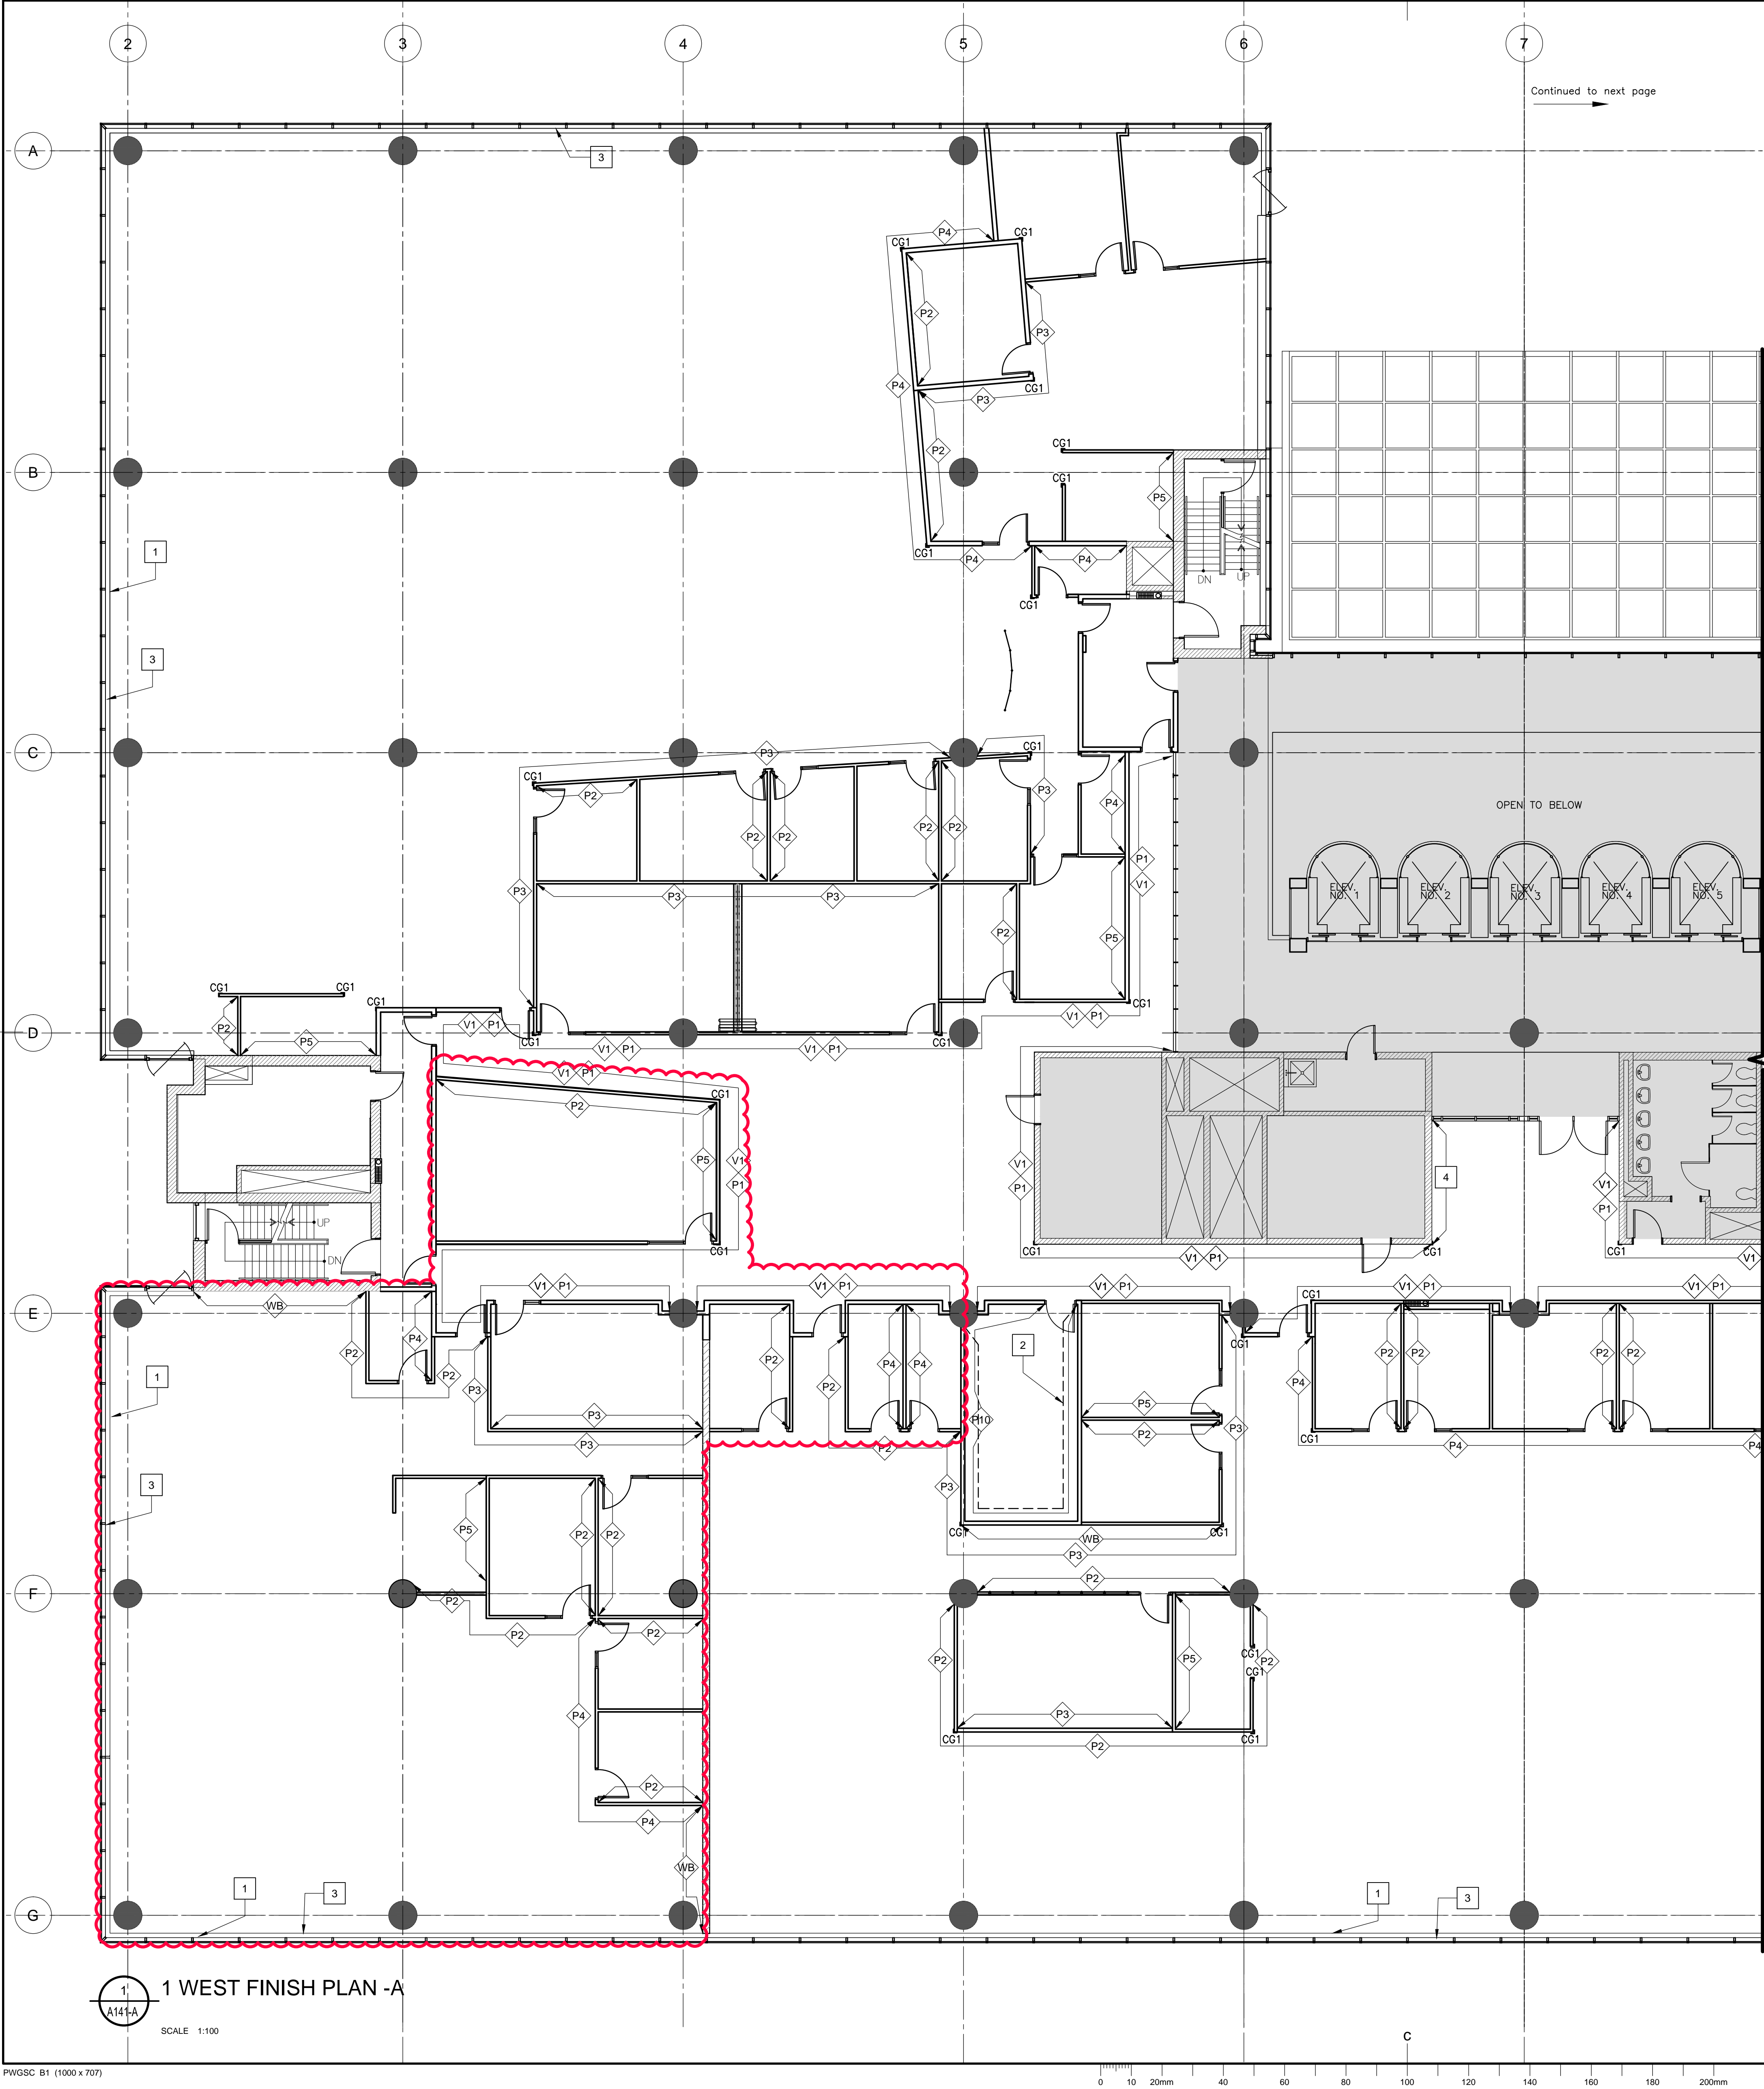 2 3 4 5 6 7
Continued to next page
A
3
CG1 P4 CG1
P2
P3
P4
CG1
P3
CG1
P2
B
CG1
P5
1
CG1
P4 P4
DN UP
CG1
3
C
P3
CG1
CG1
P2
P3
P4
OPEN TO BELOW
P2 P2 P2 P2
P1
V1
P3
P3 P3
ELEV. NO. 1
ELEV. NO. 2
ELEV. NO. 3
ELEV. NO. 4
ELEV. NO. 5
P2 P5
CG1 CG1 CG1
CG1
V1 P1
D
P2
P5
V1 P1
CG1
V1 P1
V1 P1
CG1
V1 P1
P2
CG1
P5
V1
P1
V1
P1
4
V1
P1
UP
DN
CG1
CG1
V1 P1
CG1
CG1
V1
WB
V1 P1
V1 P1
V1 P1
CG1
V1 P1
V1 P1
E
P2
P4
P2
P3
P2
P2
P4 P4
2
CG1
P2 P2
P2 P2
P4
1
P3
P3
P10
P5
P2
P3
CG1
P4
P4
P2
3
P3
P5
P2 P2
CG1
WB
CG1
P3
F
P2
P2
P2
P2
P2
P5
CG1
P2
CG1
P4
P3
CG1
CG1
P2
P2
P4
WB
1
3
1
3
G
1
A141-A
1 WEST FINISH PLAN -A
SCALE 1:100
C
PWGSC B1 (1000 x 707)
0 10 20mm 40 60 80 100 120 140 160 180 200mm